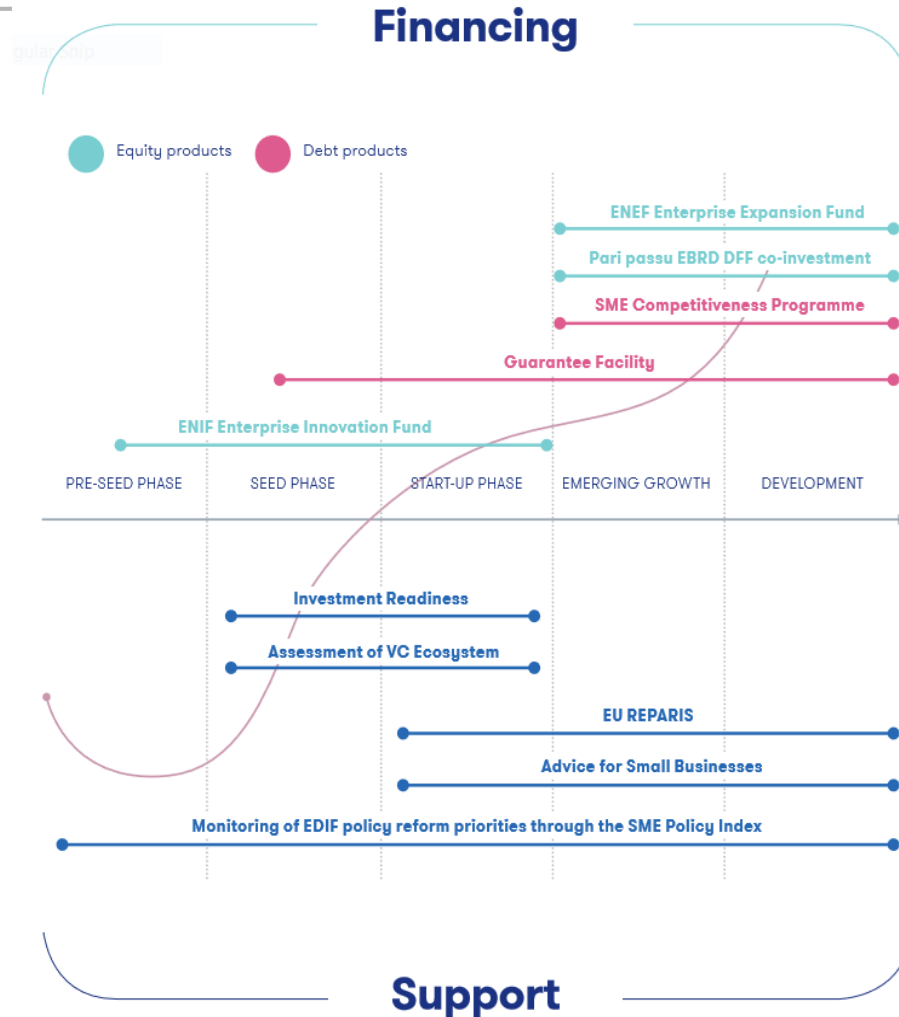 Financing
gular Snip
Equity products
Debt products
ENEF Enterprise Expansion Fund
Pari passu EBRD DFF co-investment
SME Competitiveness Programme
Guarantee Facility
ENIF Enterprise Innovation Fund
PRE-SEED PHASE
SEED PHASE
START-UP PHASE
EMERGING GROWTH
DEVELOPMENT
Investment Readiness
Assessment of VC Ecosystem
EU REPARIS
Advice for Small Businesses
Monitoring of EDIF policy reform priorities through the SME Policy Index
Support